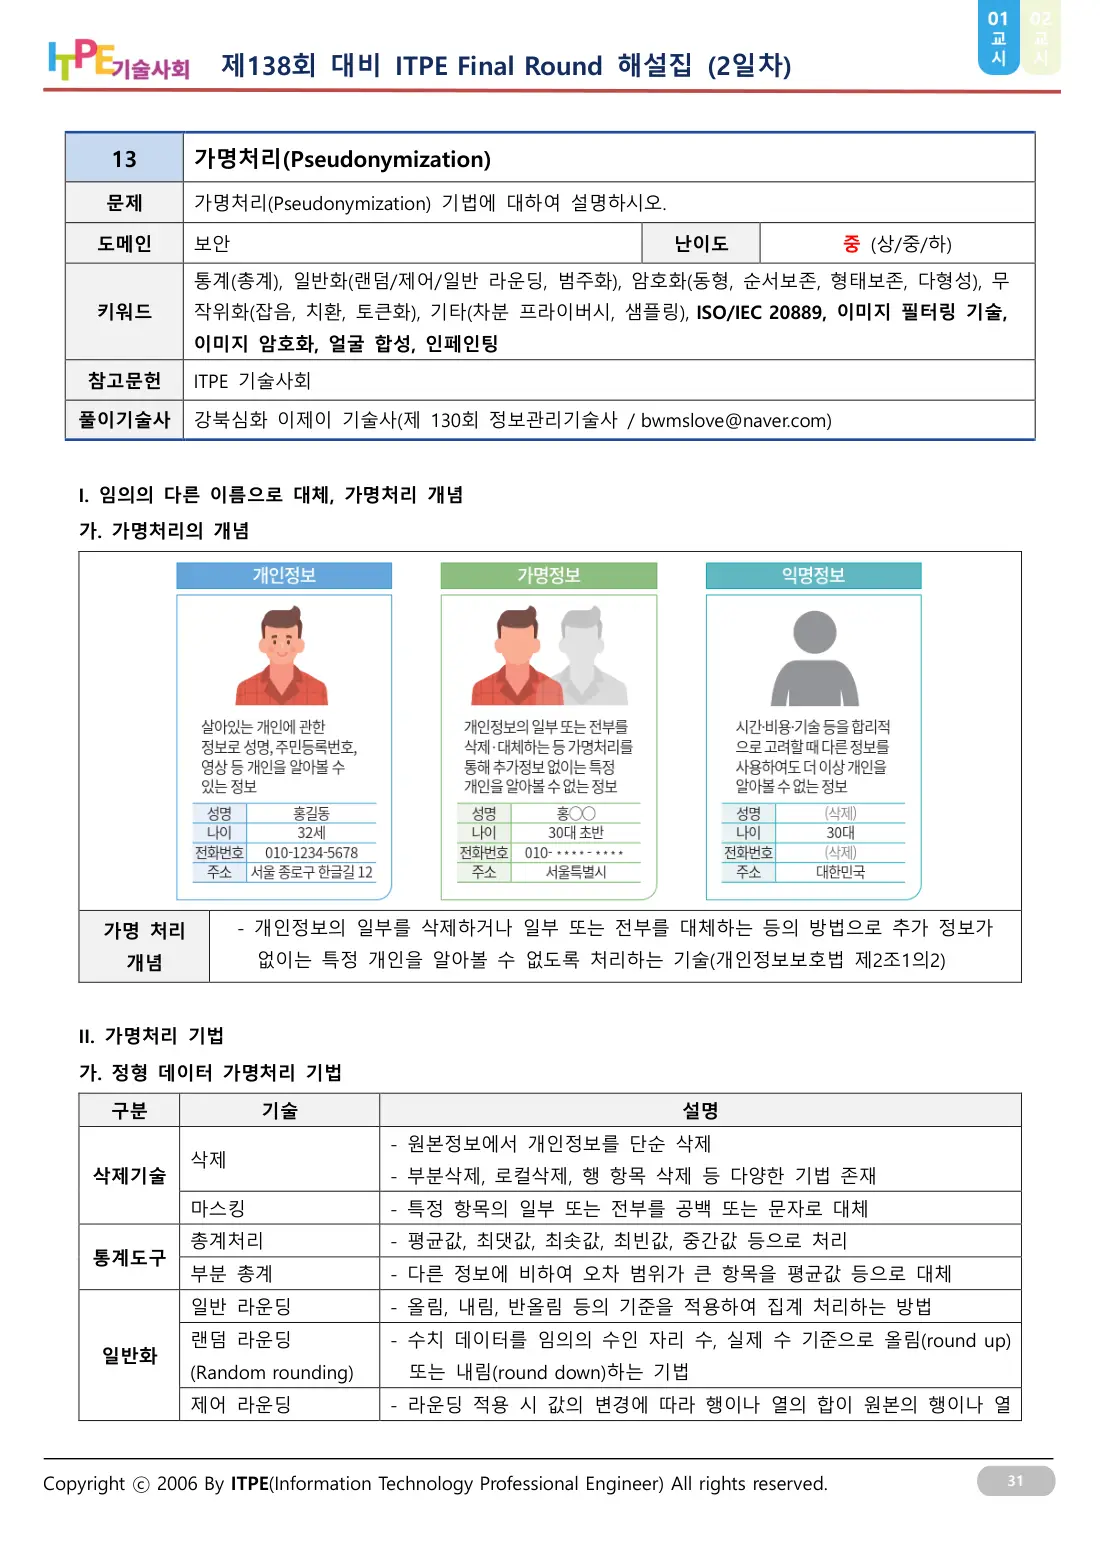 01
교
시
02
교
시
ITPE기술사회
제138회 대비 ITPE Final Round 해설집 (2일차)
13
가명처리(Pseudonymization)
문제
가명처리(Pseudonymization) 기법에 대하여 설명하시오.
도메인
보안
난이도
중 (상/중/하)
키워드
통계(총계), 일반화(랜덤/제어/일반 라운딩, 범주화), 암호화(동형, 순서보존, 형태보존, 다형성), 무
작위화(잡음, 치환, 토큰화), 기타(차분 프라이버시, 샘플링), ISO/IEC 20889, 이미지 필터링 기술,
이미지 암호화, 얼굴 합성, 인페인팅
참고문헌
ITPE 기술사회
풀이기술사
강북심화 이제이 기술사(제 130회 정보관리기술사 / bwmslove@naver.com)
I. 임의의 다른 이름으로 대체, 가명처리 개념
가. 가명처리의 개념
개인정보
살아있는 개인에 관한
정보로 성명, 주민등록번호,
영상 등 개인을 알아볼 수
있는 정보
성명 홍길동
나이 32세
전화번호 010-1234-5678
주소 서울 종로구 한글길 12
가명정보
개인정보의 일부 또는 전부를
삭제·대체하는 등 가명처리를
통해 추가정보 없이는 특정
개인을 알아볼 수 없는 정보
성명 홍○○
나이 30대 초반
전화번호 010-****-****
주소 서울특별시
익명정보
시간·비용·기술 등을 합리적
으로 고려할 때 다른 정보를
사용하여도 더 이상 개인을
알아볼 수 없는 정보
성명 (삭제)
나이 30대
전화번호 (삭제)
주소 대한민국
가명 처리
개념
- 개인정보의 일부를 삭제하거나 일부 또는 전부를 대체하는 등의 방법으로 추가 정보가
없이는 특정 개인을 알아볼 수 없도록 처리하는 기술(개인정보보호법 제2조1의2)
II. 가명처리 기법
가. 정형 데이터 가명처리 기법
구분 기술 설명
삭제기술
삭제
- 원본정보에서 개인정보를 단순 삭제
- 부분삭제, 로컬삭제, 행 항목 삭제 등 다양한 기법 존재
마스킹
- 특정 항목의 일부 또는 전부를 공백 또는 문자로 대체
통계도구
총계처리
- 평균값, 최댓값, 최솟값, 최빈값, 중간값 등으로 처리
부분 총계
- 다른 정보에 비하여 오차 범위가 큰 항목을 평균값 등으로 대체
일반화
일반 라운딩
- 올림, 내림, 반올림 등의 기준을 적용하여 집계 처리하는 방법
랜덤 라운딩
(Random rounding)
- 수치 데이터를 임의의 수인 자리 수, 실제 수 기준으로 올림(round up)
또는 내림(round down)하는 기법
제어 라운딩
- 라운딩 적용 시 값의 변경에 따라 행이나 열의 합이 원본의 행이나 열
Copyright ⓒ 2006 By ITPE(Information Technology Professional Engineer) All rights reserved.
31